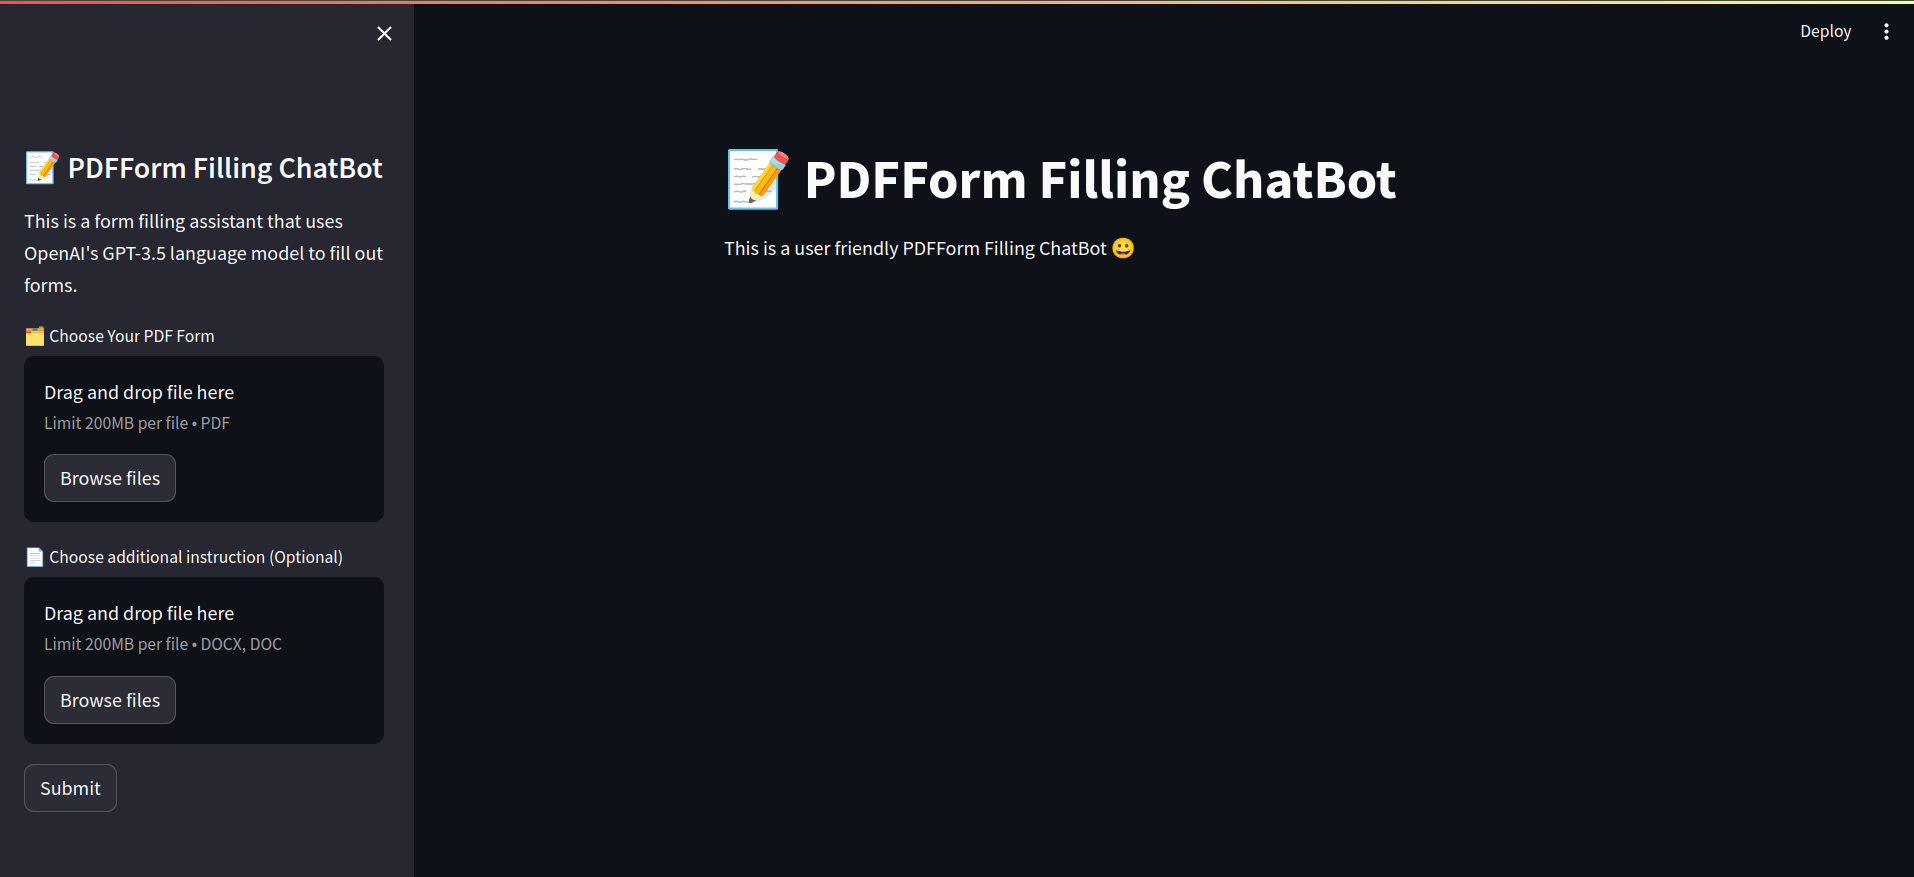 Deploy
📝 PDFForm Filling ChatBot
This is a form filling assistant that uses
OpenAI's GPT-3.5 language model to fill out
forms.
🗂️ Choose Your PDF Form
Drag and drop file here
Limit 200MB per file • PDF
Browse files
📄 Choose additional instruction (Optional)
Drag and drop file here
Limit 200MB per file • DOCX, DOC
Browse files
Submit
📝 PDFForm Filling ChatBot
This is a user friendly PDFForm Filling ChatBot 😀